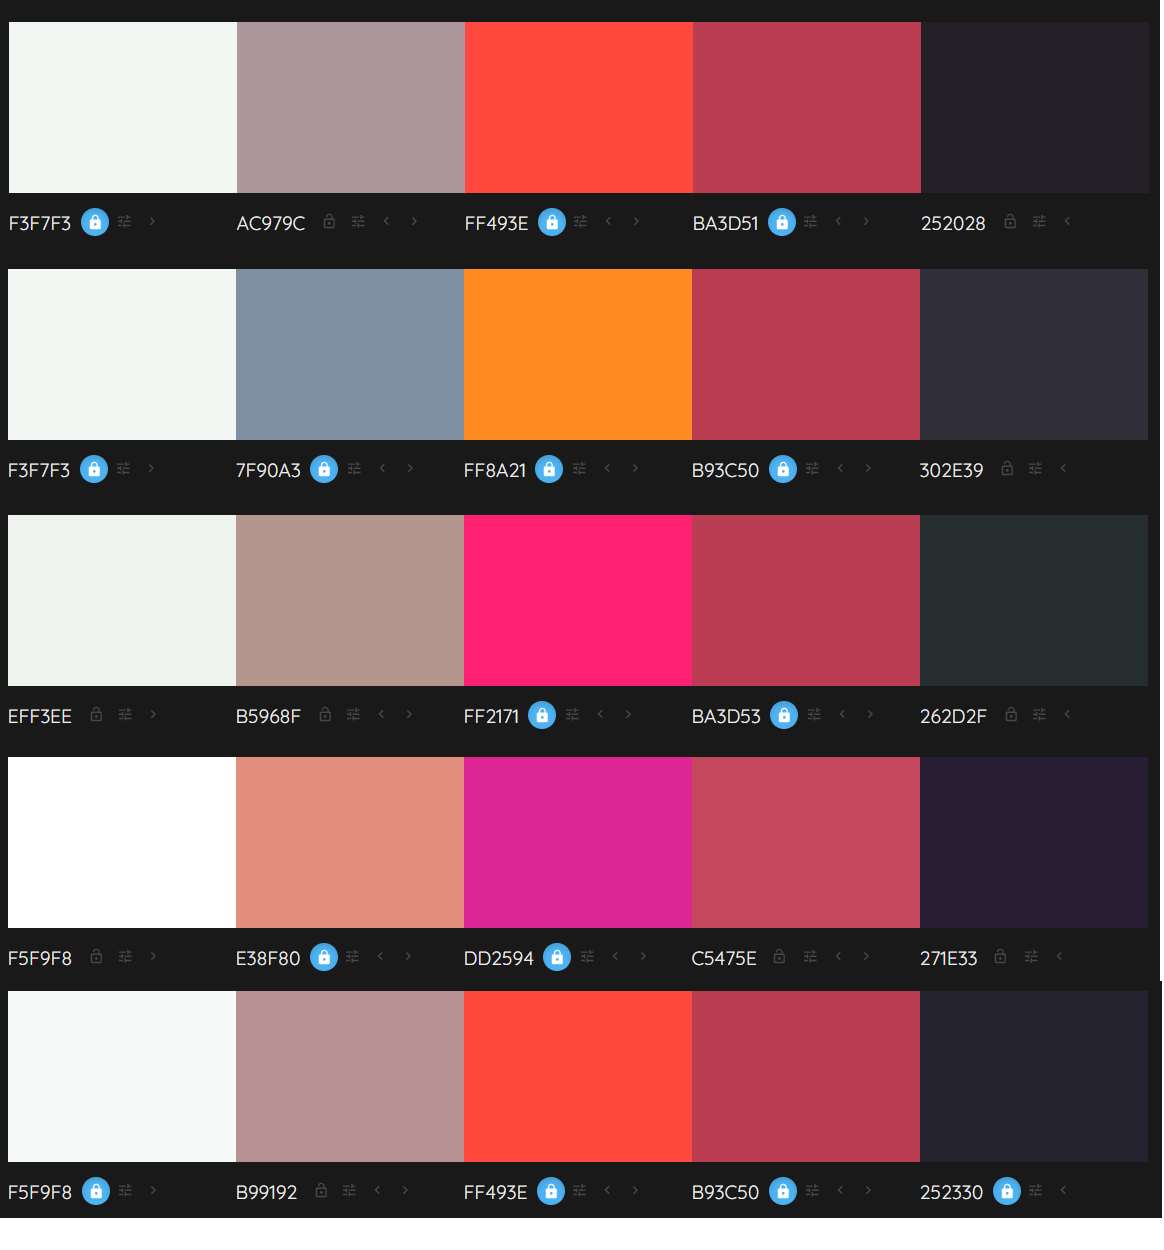 F3F7F3 AC979C FF493E BA3D51 252028
F3F7F3 7F90A3 FF8A21 B93C50 302E39
EFF3EE B5968F FF2171 BA3D53 262D2F
F5F9F8 E38F80 DD2594 C5475E 271E33
F5F9F8 B99192 FF493E B93C50 252330